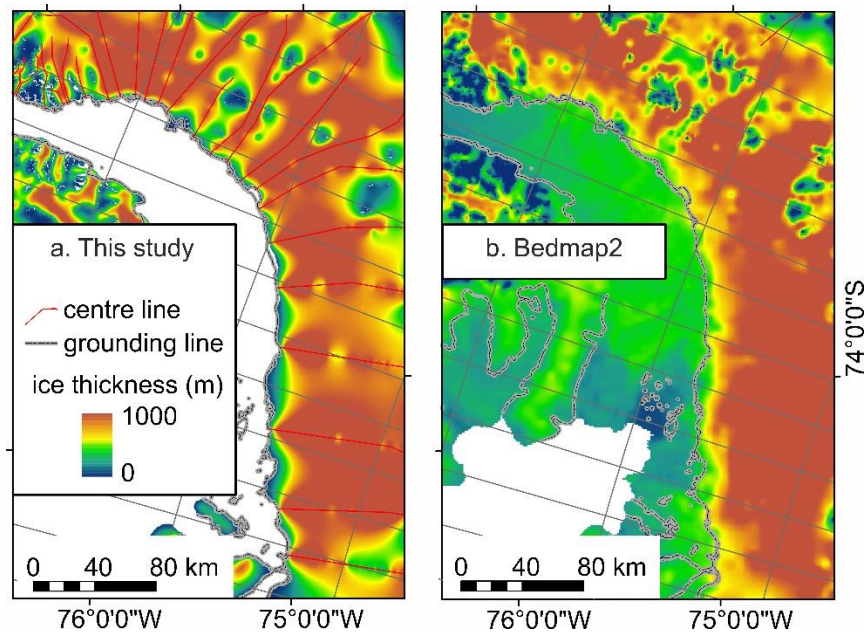 a. This study
centre line
grounding line
ice thickness (m)
1000
0
0 40 80 km
76°0'0"W
75°0'0"W
b. Bedmap2
0 40 80 km
76°0'0"W
75°0'0"W
74°0'0"S